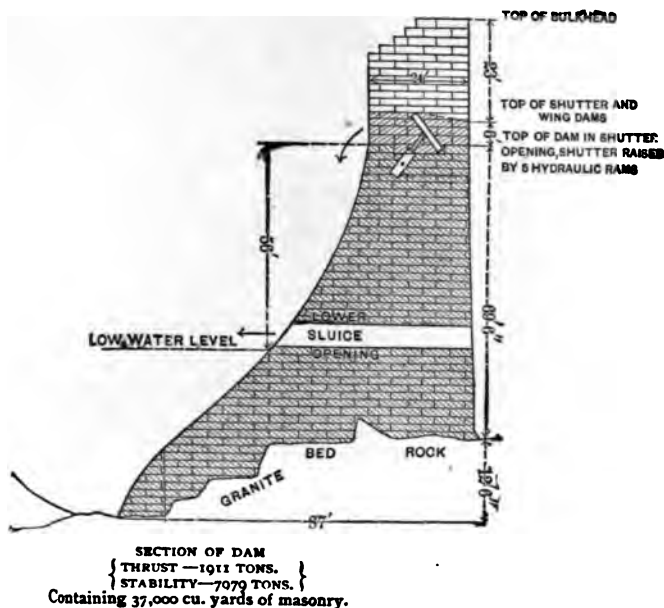 TOP OF BULKHEAD
TOP OF SHUTTER AND
WING DAMS
TOP OF DAM IN SHUTTER
OPENING, SHUTTER RAISED
BY 5 HYDRAULIC RAMS
LOWER
SLUICE
OPENING
LOW WATER LEVEL
BED ROCK
GRANITE
SECTION OF DAM
THRUST—1911 TONS.
STABILITY—7979 TONS.
Containing 37,000 cu. yards of masonry.